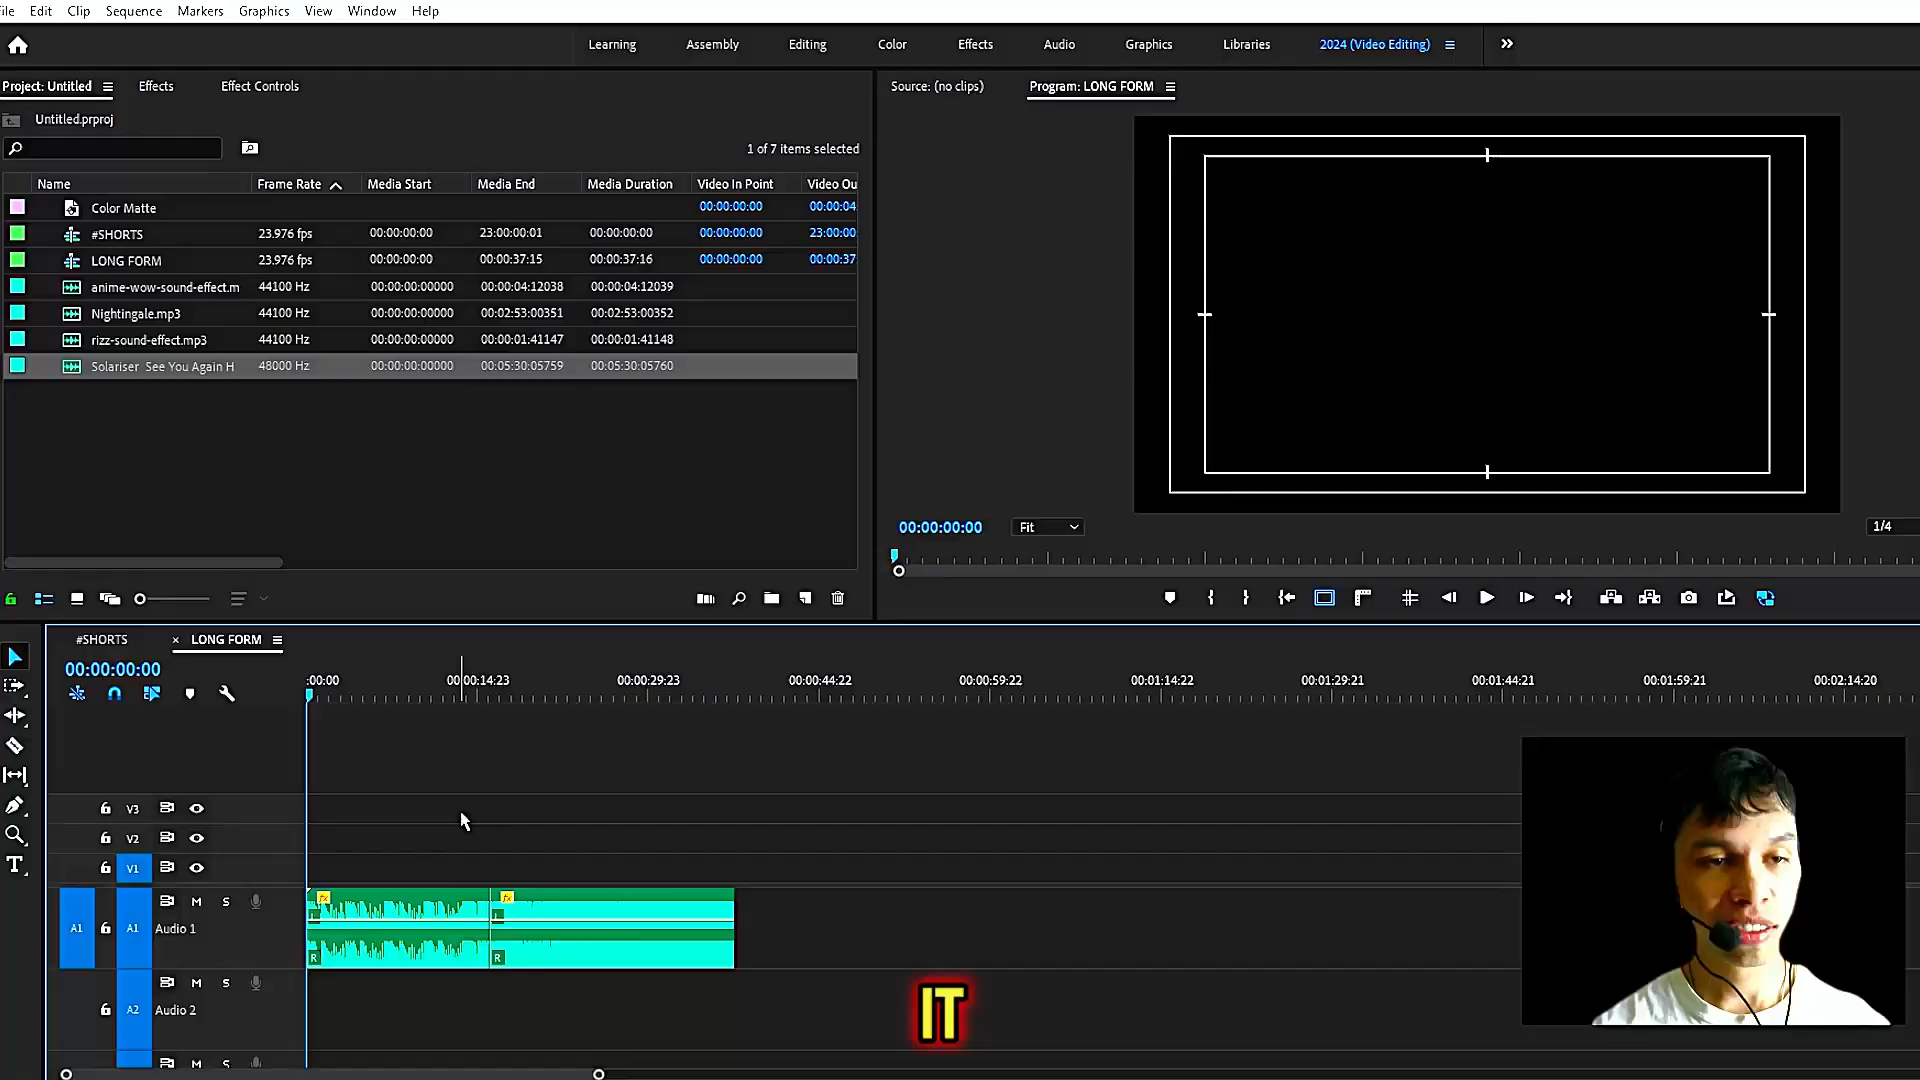 ile Edit Clip Sequence Markers Graphics View Window Help
Learning Assembly Editing Color Effects Audio Graphics Libraries 2024 (Video Editing)
Project: Untitled Effects Effect Controls
Source: (no clips) Program: LONG FORM
Untitled.prproj
1 of 7 items selected
Name Frame Rate Media Start Media End Media Duration Video In Point Video Ou
Color Matte 00:00:00:00 00:00:04
#SHORTS 23.976 fps 00:00:00:00 23:00:00:01 00:00:00:00 00:00:00:00 23:00:00
LONG FORM 23.976 fps 00:00:00:00 00:00:37:15 00:00:37:16 00:00:00:00 00:00:37
anime-wow-sound-effect.m 44100 Hz 00:00:00:00000 00:00:04:12038 00:00:04:12039
Nightingale.mp3 44100 Hz 00:00:00:00000 00:02:53:00351 00:02:53:00352
rizz-sound-effect.mp3 44100 Hz 00:00:00:00000 00:00:01:41147 00:00:01:41148
Solariser See You Again H 48000 Hz 00:00:00:00000 00:05:30:05759 00:05:30:05760
00:00:00:00 Fit 1/4
#SHORTS × LONG FORM
00:00:00:00
:00:00 00:00:14:23 00:00:29:23 00:00:44:22 00:00:59:22 00:01:14:22 00:01:29:21 00:01:44:21 00:01:59:21 00:02:14:20
V3
V2
V1
M S
A1 A1 Audio 1
fx fx
L L
R R
M S
A2 Audio 2
M S
IT